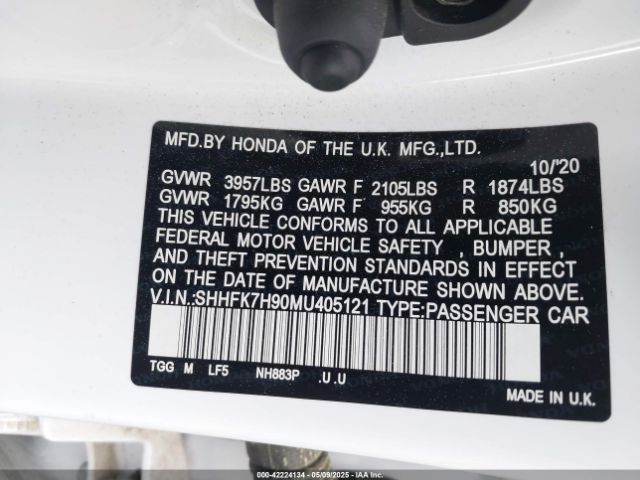 MFD.BY HONDA OF THE U.K. MFG.,LTD.
10/'20
GVWR 3957LBS GAWR F 2105LBS R 1874LBS
GVWR 1795KG GAWR F 955KG R 850KG
THIS VEHICLE CONFORMS TO ALL APPLICABLE
FEDERAL MOTOR VEHICLE SAFETY , BUMPER ,
AND THEFT PREVENTION STANDARDS IN EFFECT
ON THE DATE OF MANUFACTURE SHOWN ABOVE.
V.I.N.:SHHFK7H90MU405121 TYPE:PASSENGER CAR
TGG M LF5 NH883P .U.U
MADE IN U.K.
000-42224134 - 05/09/2025 - IAAI.COM